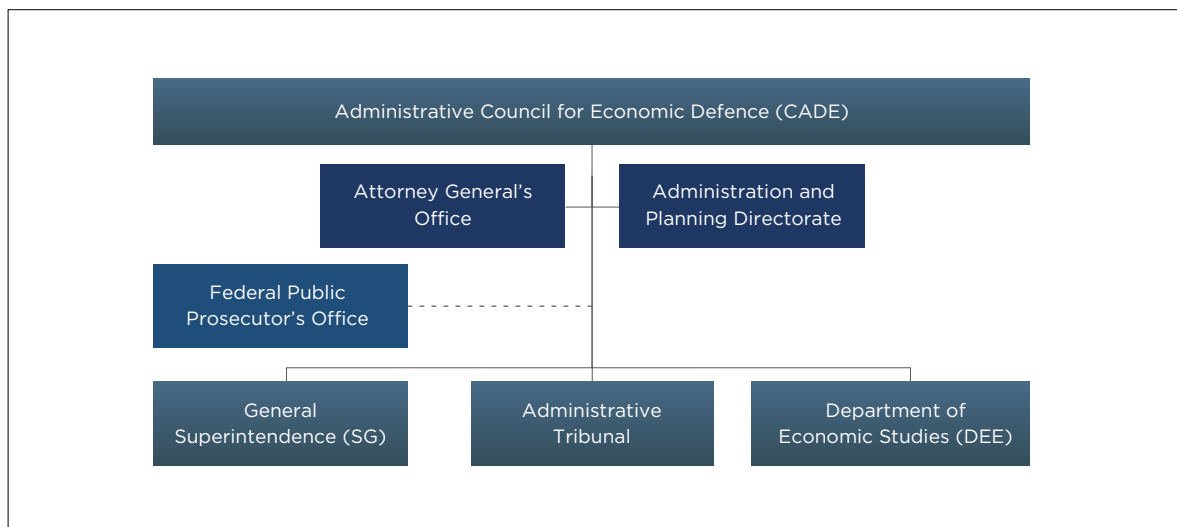 Administrative Council for Economic Defence (CADE)
Attorney General’s
Office
Administration and
Planning Directorate
Federal Public
Prosecutor’s Office
General
Superintendence (SG)
Administrative
Tribunal
Department of
Economic Studies (DEE)